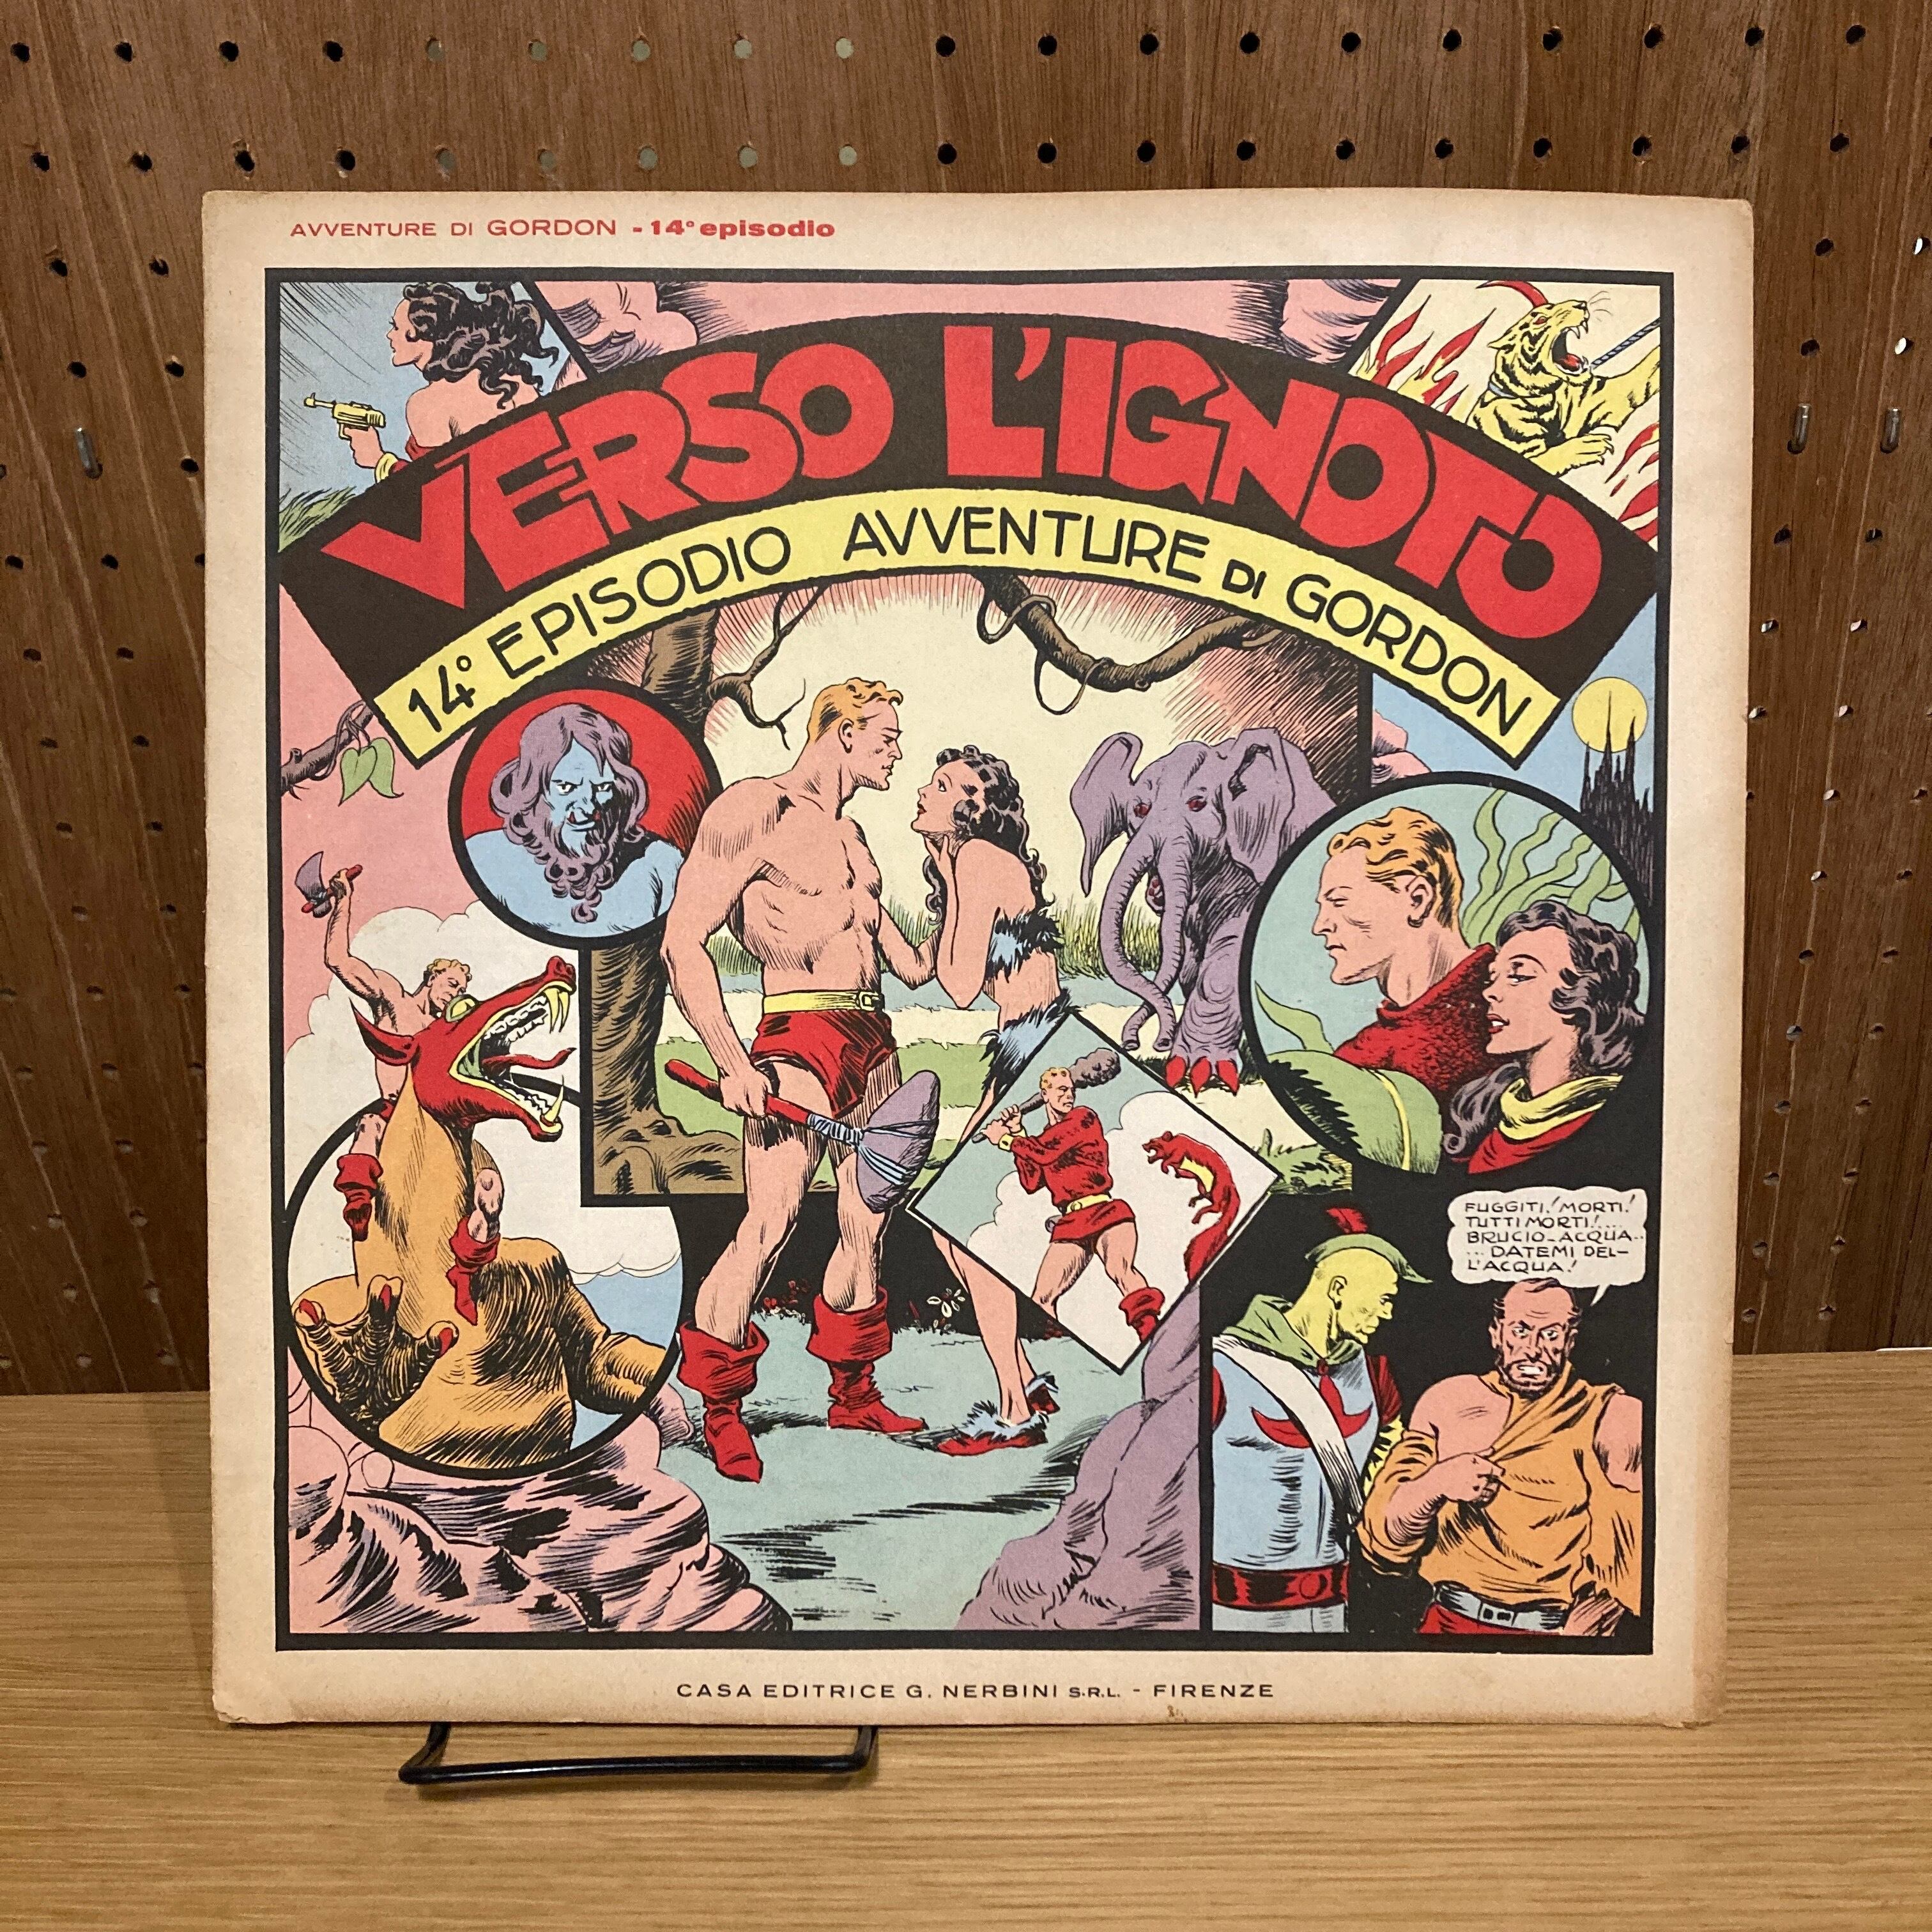 AVVENTURE DI GORDON - 14° episodio
VERSO L'IGNOTO
14° EPISODIO AVVENTURE DI GORDON
FUGGITI! MORTI!
TUTTI MORTI!...
BRUCIO-ACQUA..
...DATEMI DEL-
L'ACQUA!
CASA EDITRICE G. NERBINI S.R.L. - FIRENZE